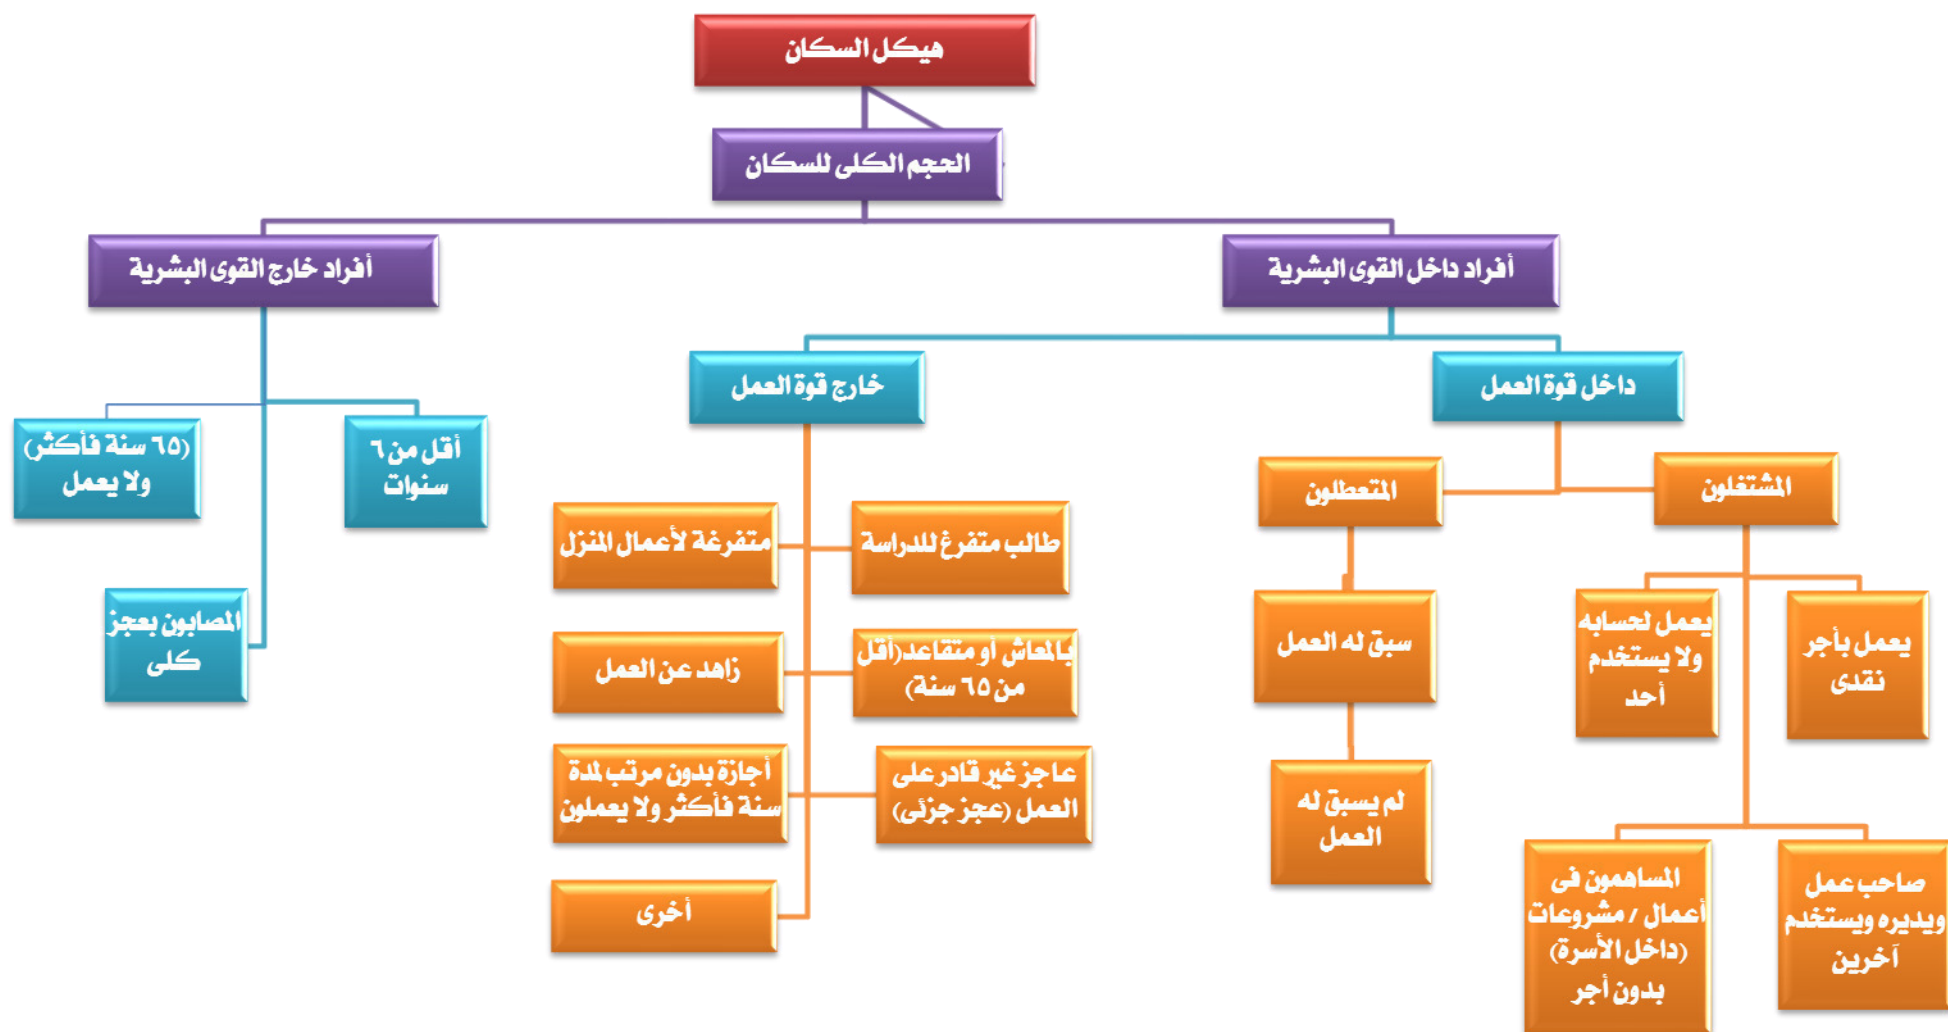 هيكل السكان
الحجم الكلى للسكان
أفراد داخل القوى البشرية
أفراد خارج القوى البشرية
داخل قوة العمل
خارج قوة العمل
أقل من ٦
سنوات
(٦٥ سنة فأكثر)
ولا يعمل
المصابون بعجز
كلى
المشتغلون
المتعطلون
يعمل بأجر
نقدى
يعمل لحسابه
ولا يستخدم
أحد
صاحب عمل
ويديره ويستخدم
آخرين
المساهمون فى
أعمال / مشروعات
(داخل الأسرة)
بدون أجر
سبق له العمل
لم يسبق له
العمل
طالب متفرغ للدراسة
متفرغة لأعمال المنزل
بالمعاش أو متقاعد(أقل
من ٦٥ سنة)
زاهد عن العمل
عاجز غير قادر على
العمل (عجز جزئى)
أجازة بدون مرتب لمدة
سنة فأكثر ولا يعملون
أخرى